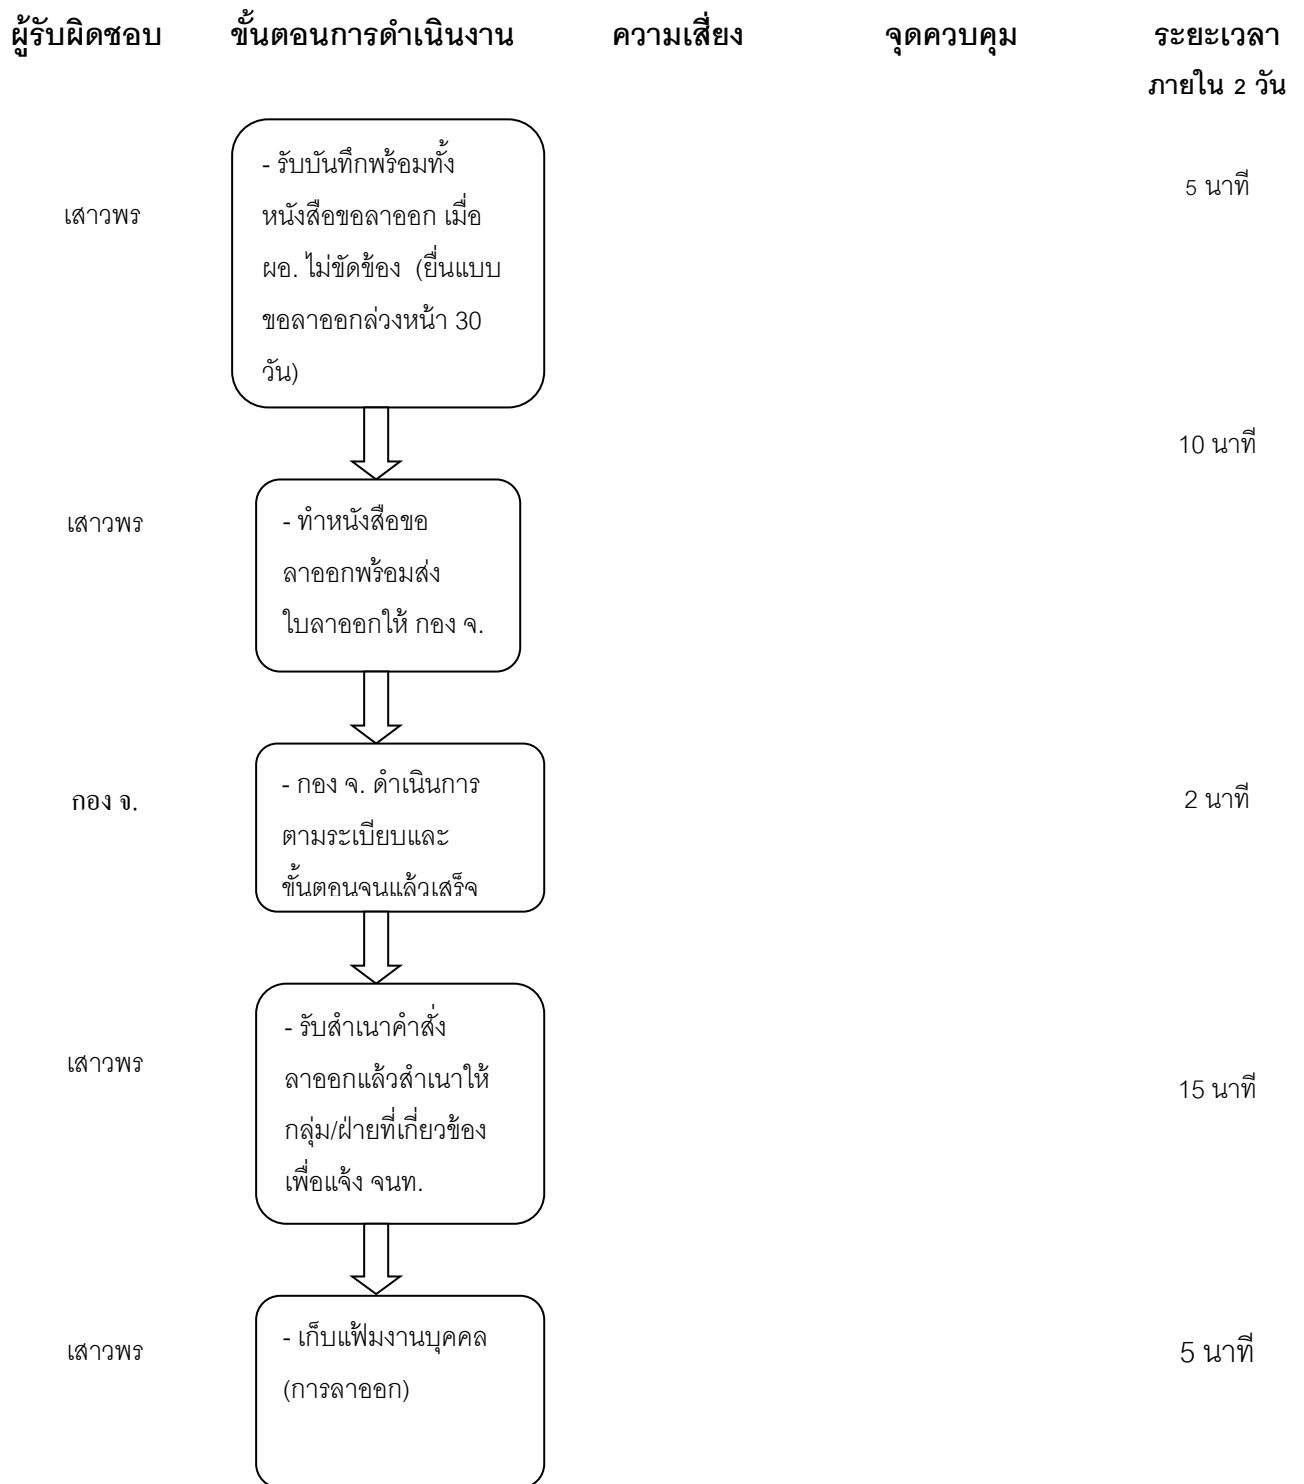 ผู้รับผิดชอบ ขั้นตอนการดำเนินงาน ความเสี่ยง จุดควบคุม ระยะเวลา
ภายใน 2 วัน
เสาวพร
- รับบันทึกพร้อมทั้ง
หนังสือขอลาออก เมื่อ
ผอ. ไม่ขัดข้อง (ยื่นแบบ
ขอลาออกล่วงหน้า 30
วัน)
5 นาที
10 นาที
เสาวพร
- ทำหนังสือขอ
ลาออกพร้อมส่ง
ใบลาออกให้ กอง จ.
กอง จ.
- กอง จ. ดำเนินการ
ตามระเบียบและ
ขั้นตอนจนแล้วเสร็จ
2 นาที
เสาวพร
- รับสำเนาคำสั่ง
ลาออกแล้วสำเนาให้
กลุ่ม/ฝ่ายที่เกี่ยวข้อง
เพื่อแจ้ง จนท.
15 นาที
เสาวพร
- เก็บแฟ้มงานบุคคล
(การลาออก)
5 นาที